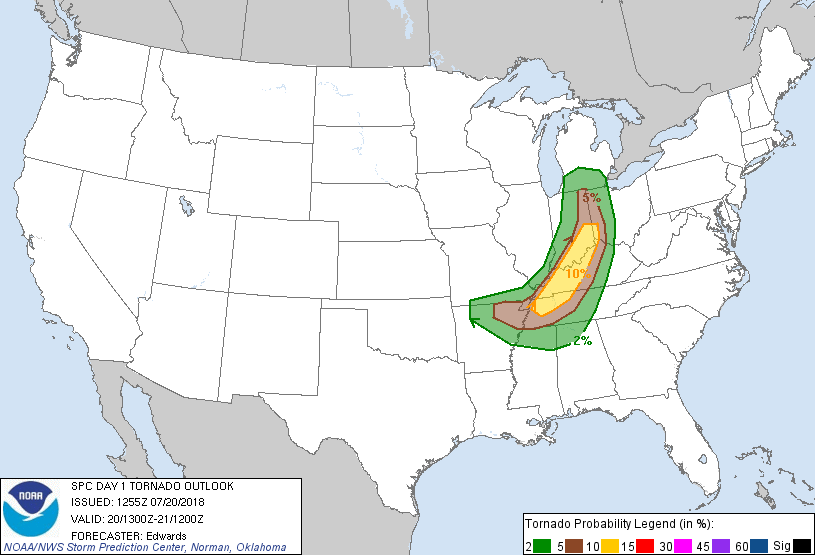 5%
10%
2%
NOAA
SPC DAY 1 TORNADO OUTLOOK
ISSUED: 1255Z 07/20/2018
VALID: 20/1300Z-21/1200Z
FORECASTER: Edwards
NOAA/NWS Storm Prediction Center, Norman, Oklahoma
Tornado Probability Legend (in %):
2 5 10 15 30 45 60 Sig